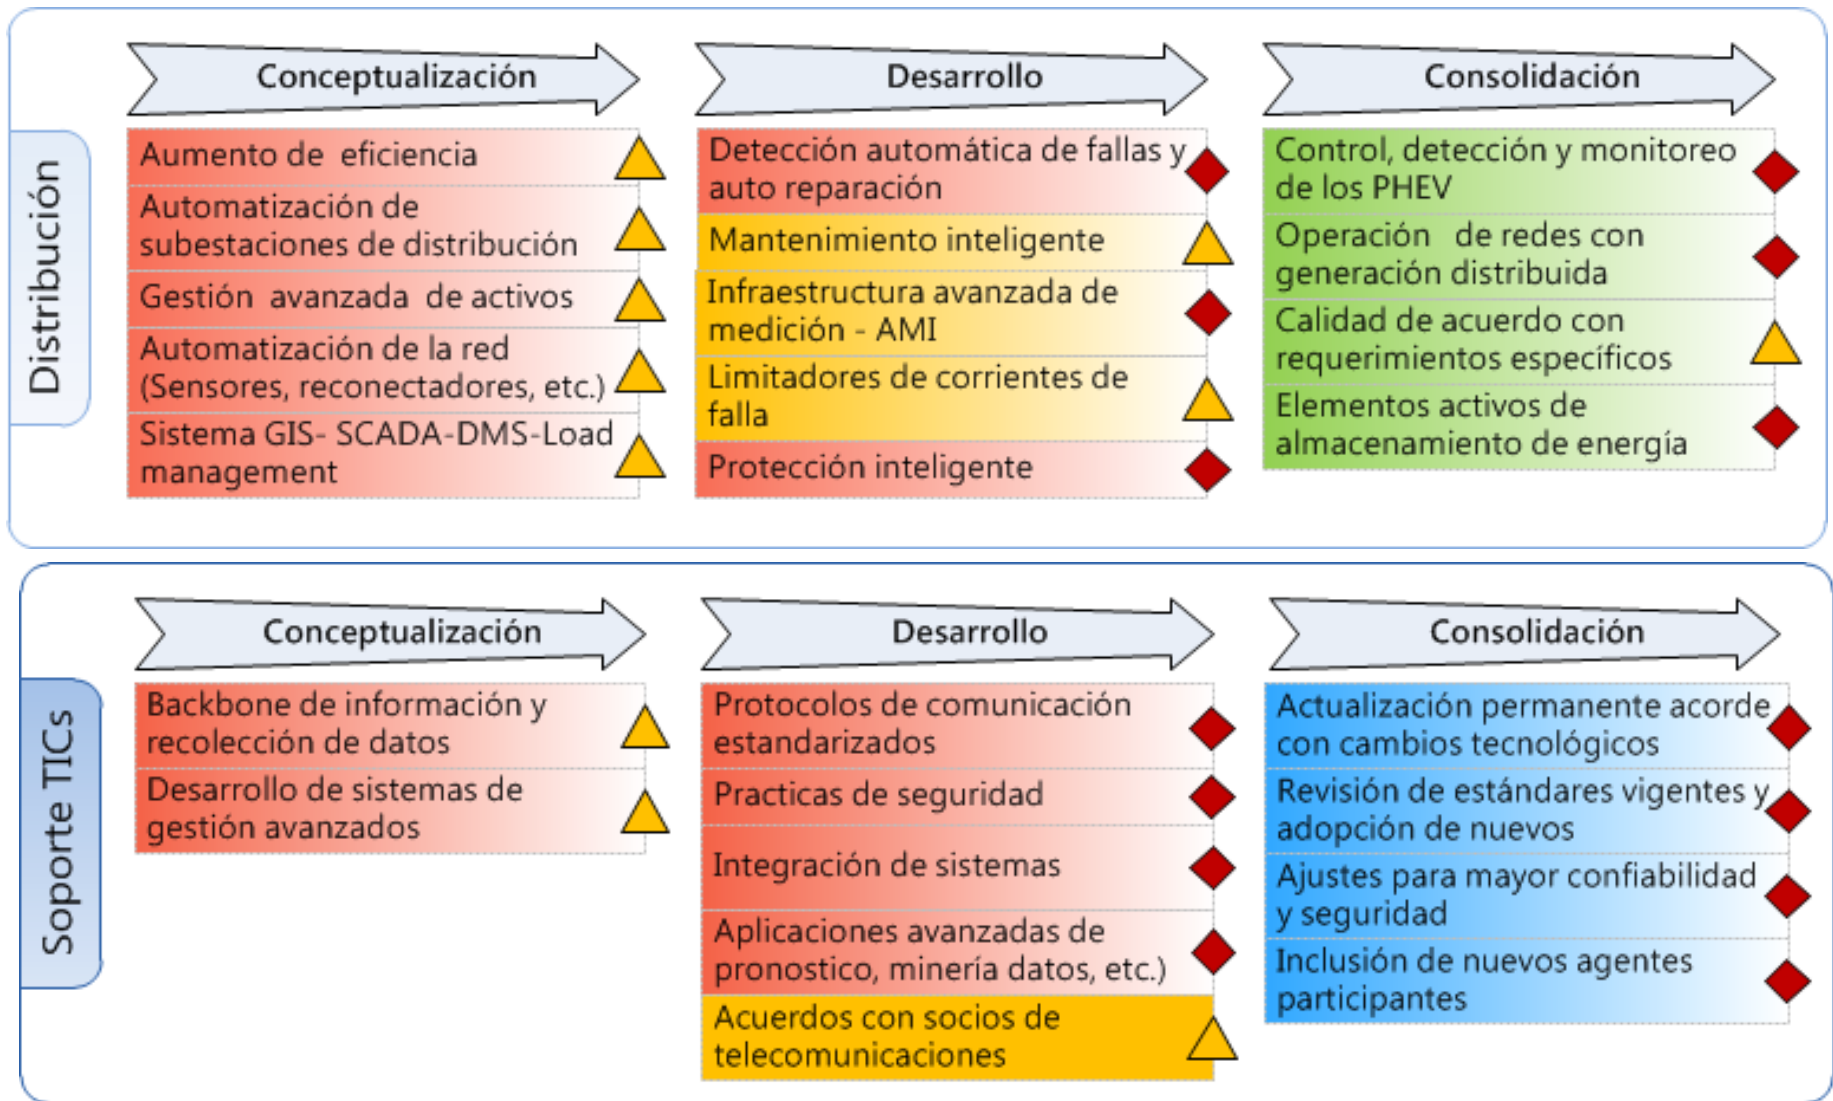 Distribución
Conceptualización
Aumento de eficiencia
Automatización de
subestaciones de distribución
Gestión avanzada de activos
Automatización de la red
(Sensores, reconectadores, etc.)
Sistema GIS- SCADA-DMS-Load
management
Desarrollo
Detección automática de fallas y
auto reparación
Mantenimiento inteligente
Infraestructura avanzada de
medición - AMI
Limitadores de corrientes de
falla
Protección inteligente
Consolidación
Control, detección y monitoreo
de los PHEV
Operación de redes con
generación distribuida
Calidad de acuerdo con
requerimientos específicos
Elementos activos de
almacenamiento de energía
Soporte TICs
Conceptualización
Backbone de información y
recolección de datos
Desarrollo de sistemas de
gestión avanzados
Desarrollo
Protocolos de comunicación
estandarizados
Practicas de seguridad
Integración de sistemas
Aplicaciones avanzadas de
pronostico, minería datos, etc.)
Acuerdos con socios de
telecomunicaciones
Consolidación
Actualización permanente acorde
con cambios tecnológicos
Revisión de estándares vigentes y
adopción de nuevos
Ajustes para mayor confiabilidad
y seguridad
Inclusión de nuevos agentes
participantes